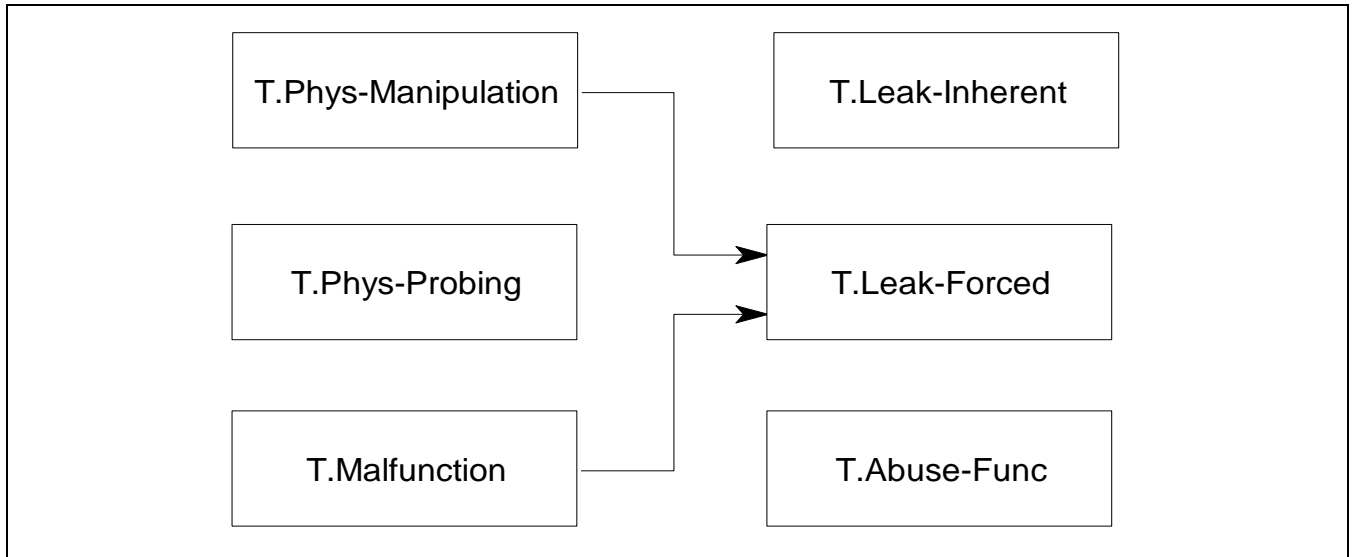 T.Phys-Manipulation
T.Leak-Inherent
T.Phys-Probing
T.Leak-Forced
T.Malfunction
T.Abuse-Func